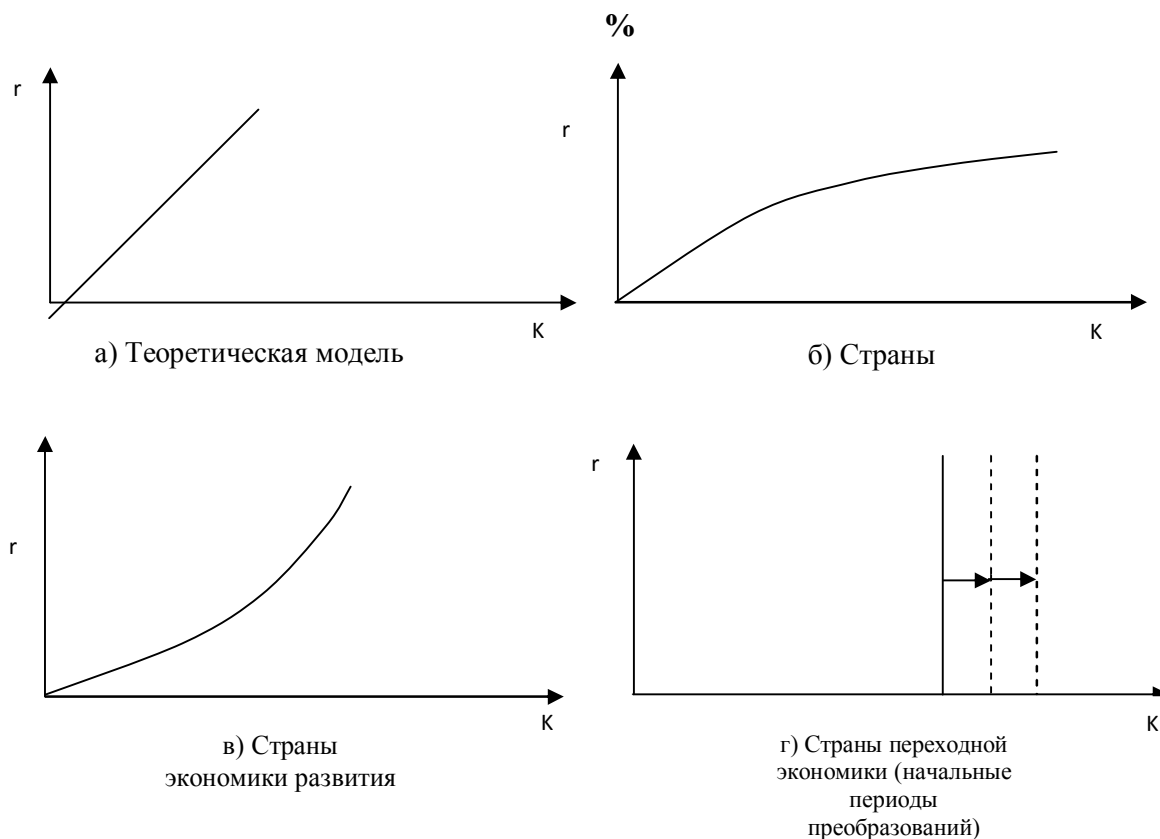 %
r
K
а) Теоретическая модель
r
K
б) Страны
r
K
в) Страны
экономики развития
r
K
г) Страны переходной
экономики (начальные
периоды
преобразований)